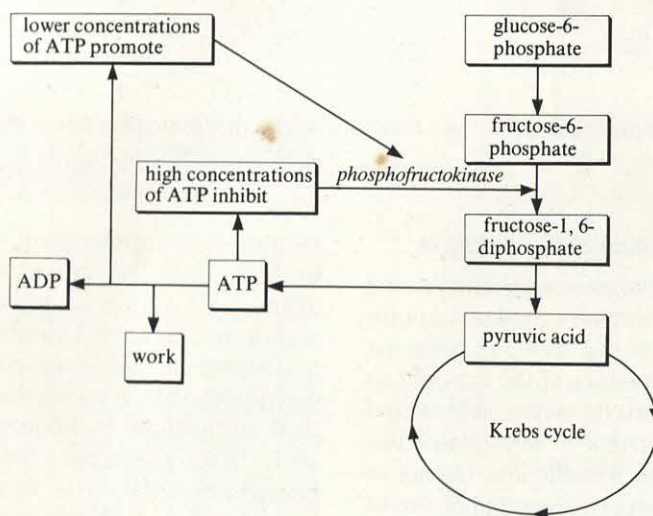 lower concentrations
of ATP promote
glucose-6-
phosphate
fructose-6-
phosphate
high concentrations
of ATP inhibit
phosphofructokinase
fructose-1, 6-
diphosphate
ADP
ATP
work
pyruvic acid
Krebs cycle